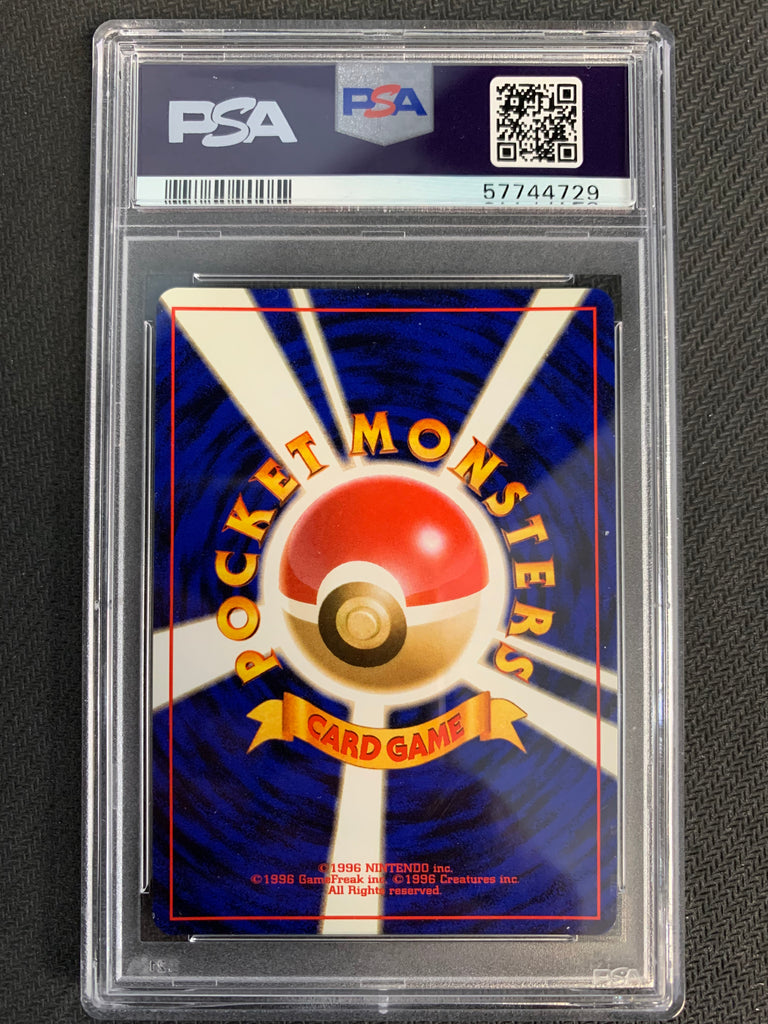 PSA
PSA
57744729
POCKET MONSTERS
CARD GAME
©1996 NINTENDO inc.
©1996 GameFreak inc. ©1996 Creatures inc.
All Rights reserved.
PSA